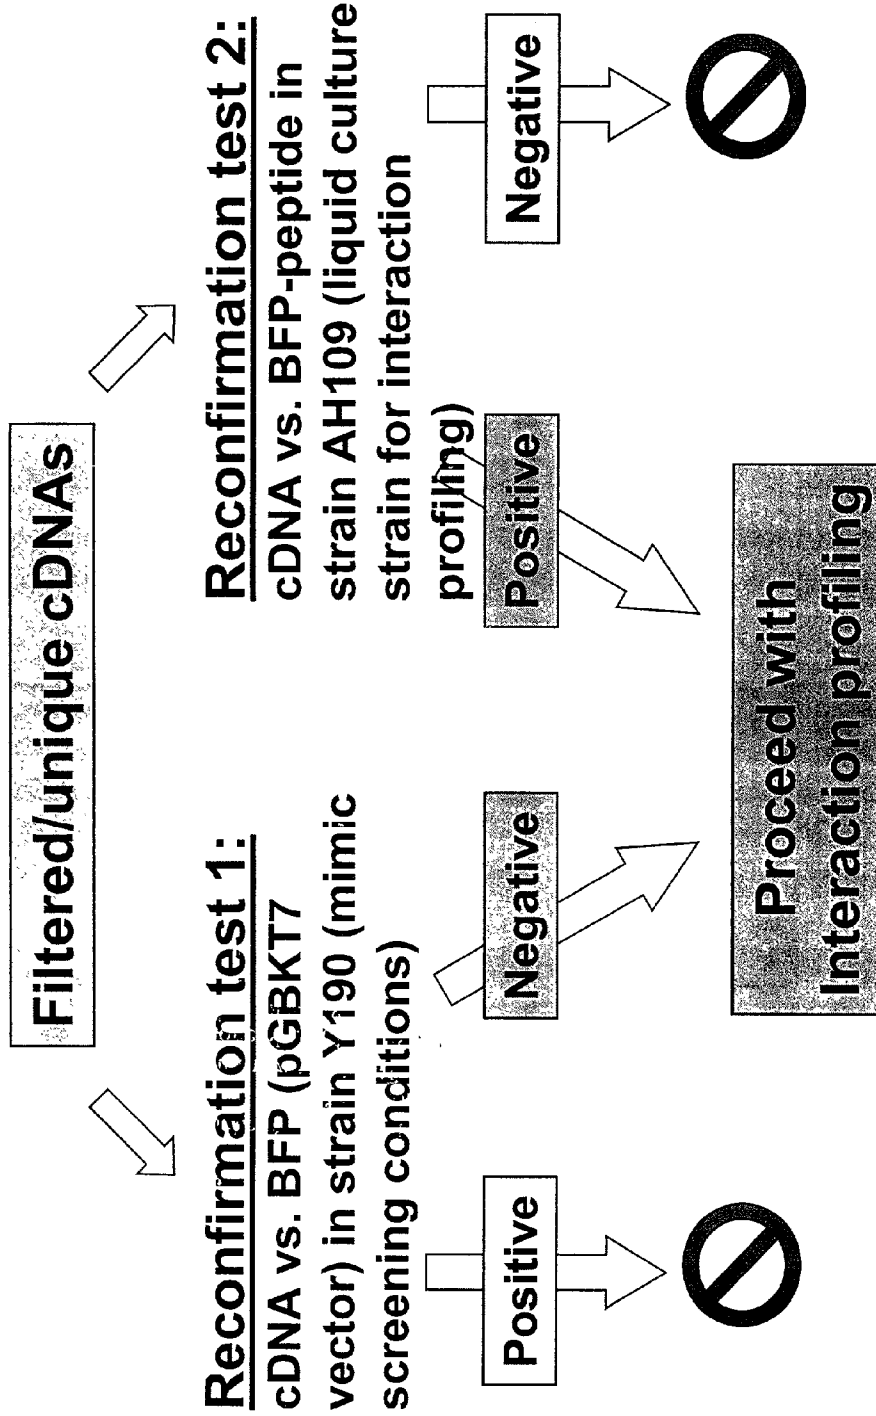 Filtered/unique cDNAs
Reconfirmation test 1:
cDNA vs. BFP (pGBKT7
vector) in strain Y190 (mimic
screening conditions)
Positive
Negative
Reconfirmation test 2:
cDNA vs. BFP-peptide in
strain AH109 (liquid culture
strain for interaction
profiling)
Positive
Negative
Proceed with
Interaction profiling